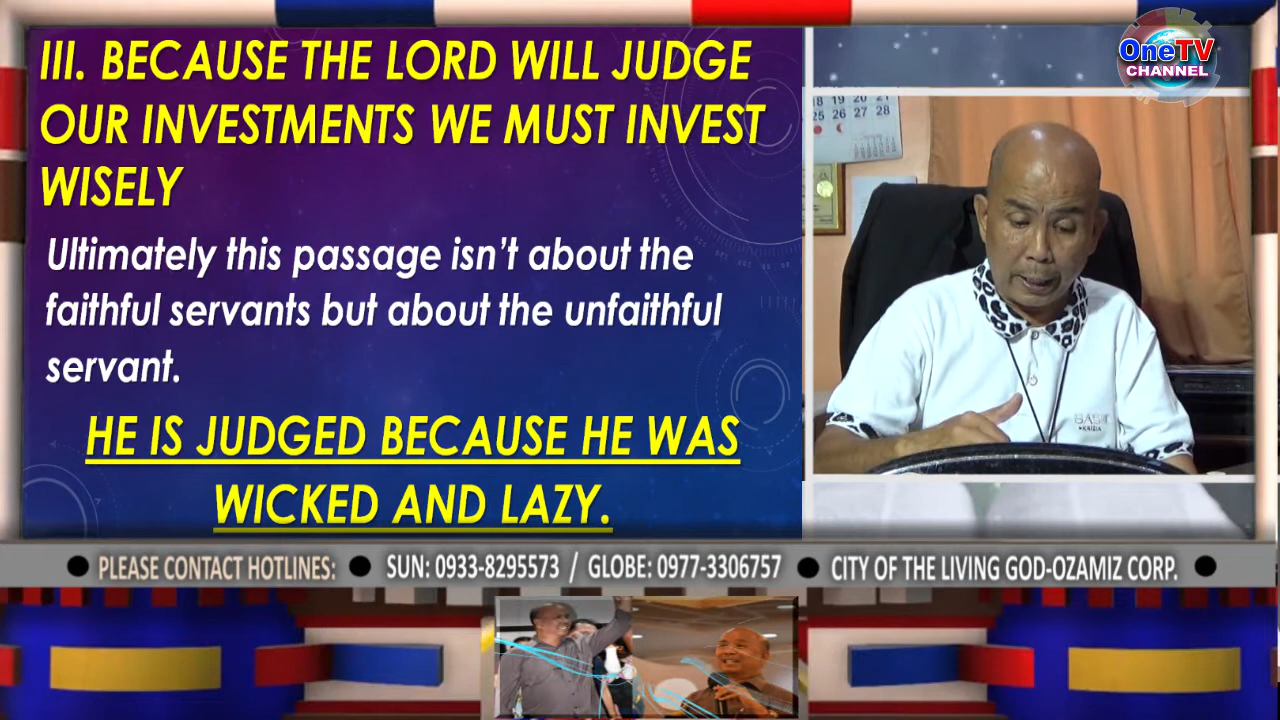 III. BECAUSE THE LORD WILL JUDGE
OUR INVESTMENTS WE MUST INVEST
WISELY
Ultimately this passage isn't about the
faithful servants but about the unfaithful
servant.
HE IS JUDGED BECAUSE HE WAS
WICKED AND LAZY.
OneTV
CHANNEL
18 19 20 21
25 26 27 28
PLEASE CONTACT HOTLINES: ● SUN: 0933-8295573 / GLOBE: 0977-3306757 ● CITY OF THE LIVING GOD-OZAMIZ CORP. ●